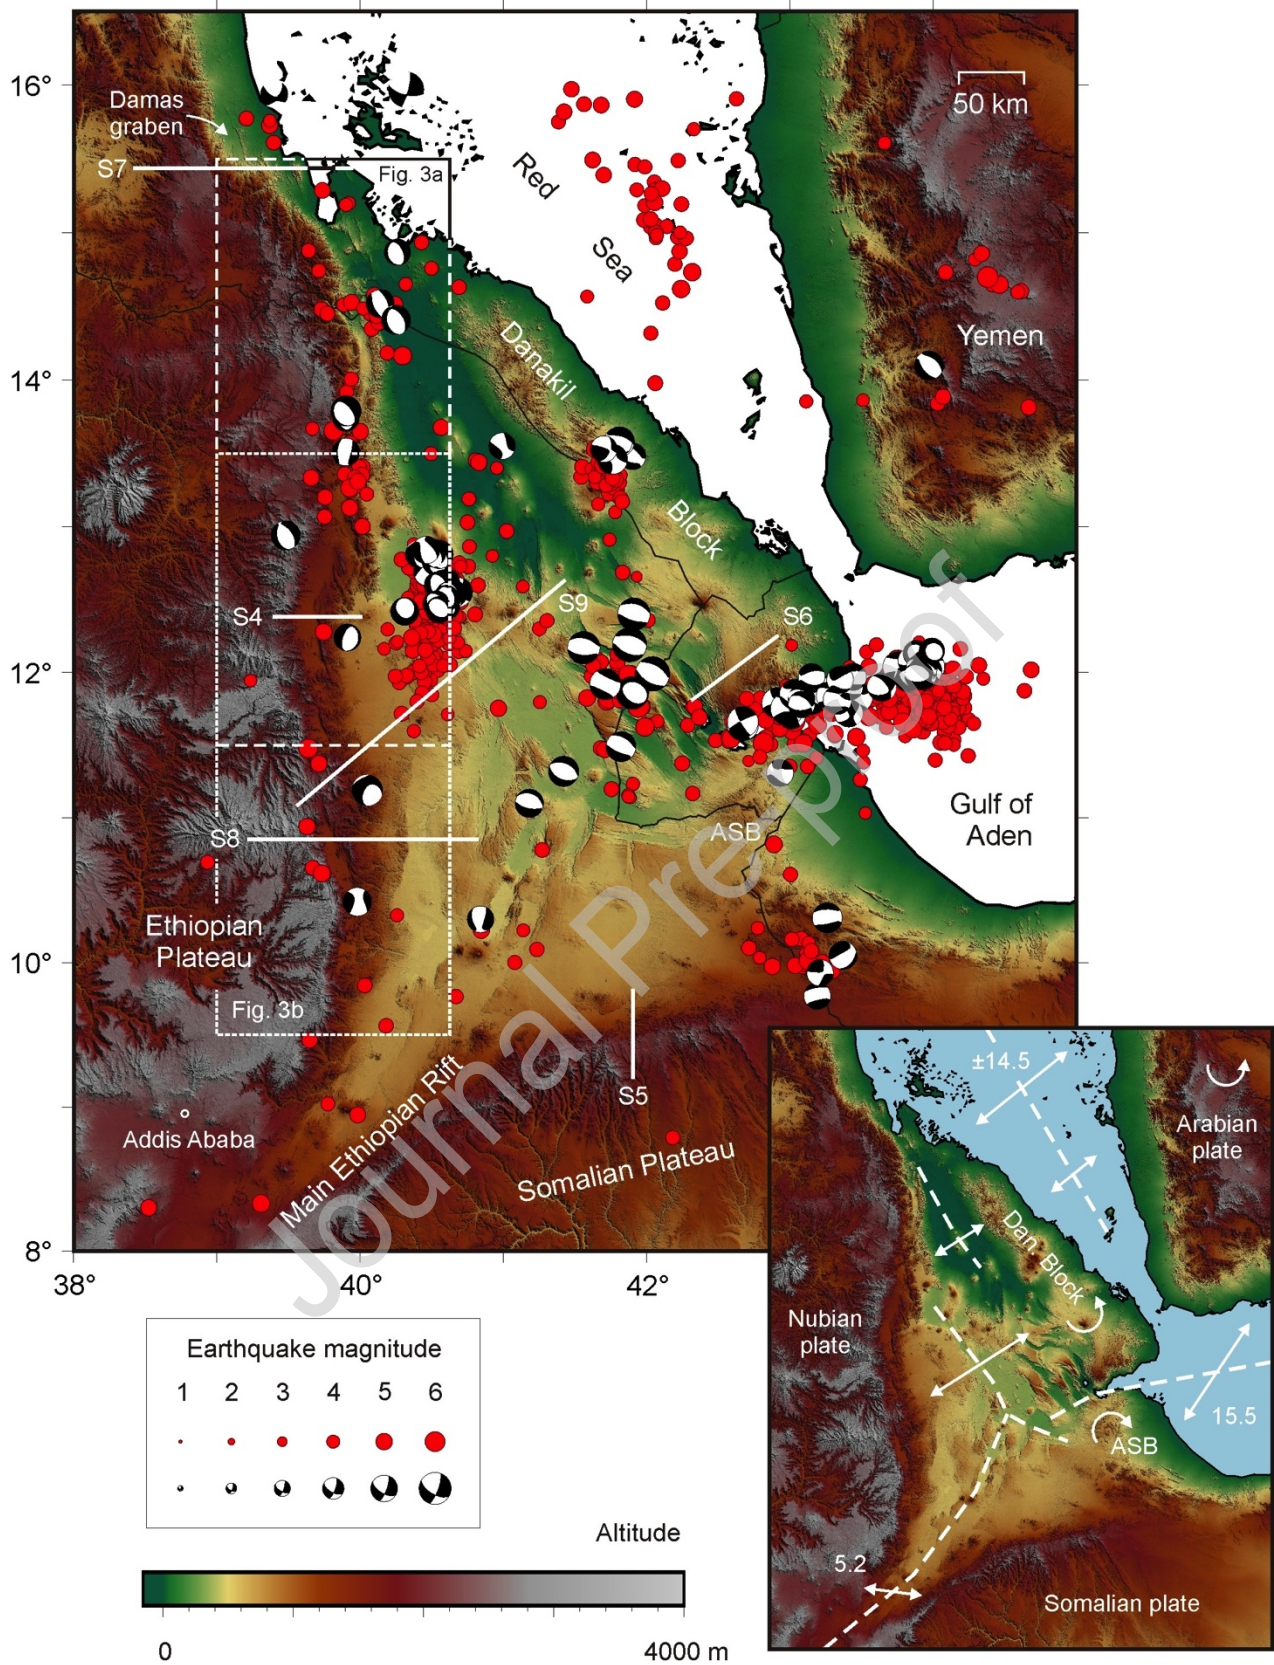 16°
14°
12°
10°
8°
38°
40°
42°
Damas
graben
S7
Fig. 3a
Red
Sea
50 km
Yemen
Danakil
Block
S4
S9
S6
S8
ASB
Gulf of
Aden
Ethiopian
Plateau
Fig. 3b
S5
Addis Ababa
Main Ethiopian Rift
Somalian Plateau
Journal Pre-proof
±14.5
Arabian
plate
Dan. Block
Nubian
plate
15.5
ASB
5.2
Somalian plate
Earthquake magnitude
1 2 3 4 5 6
Altitude
0
4000 m